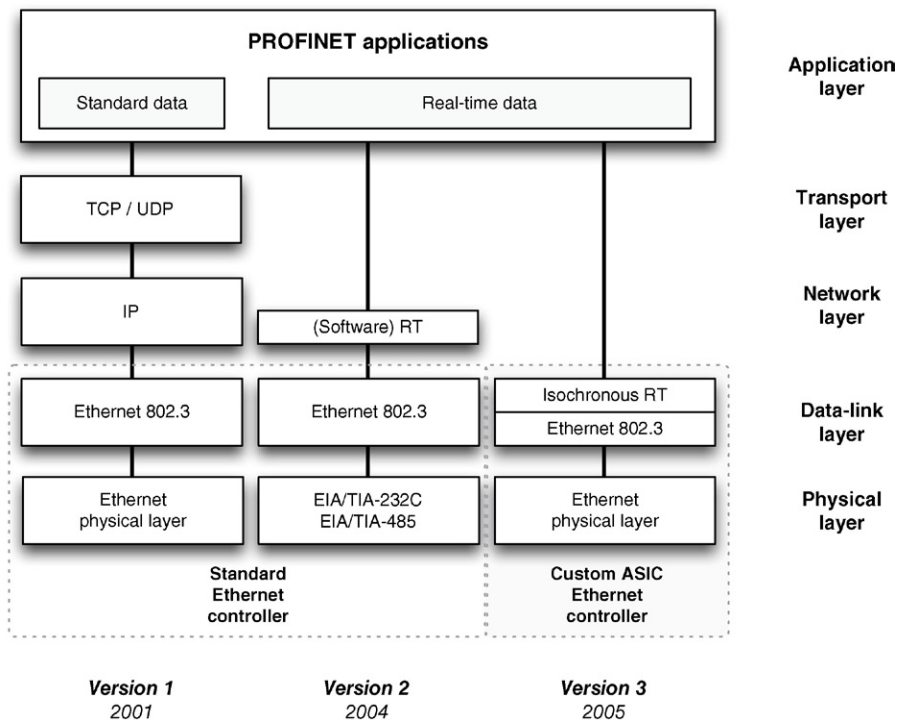 PROFINET applications
Standard data
Real-time data
Application
layer
TCP / UDP
Transport
layer
IP
(Software) RT
Network
layer
Ethernet 802.3
Ethernet 802.3
Isochronous RT
Ethernet 802.3
Data-link
layer
Ethernet
physical layer
EIA/TIA-232C
EIA/TIA-485
Ethernet
physical layer
Physical
layer
Standard
Ethernet
controller
Custom ASIC
Ethernet
controller
Version 1
2001
Version 2
2004
Version 3
2005